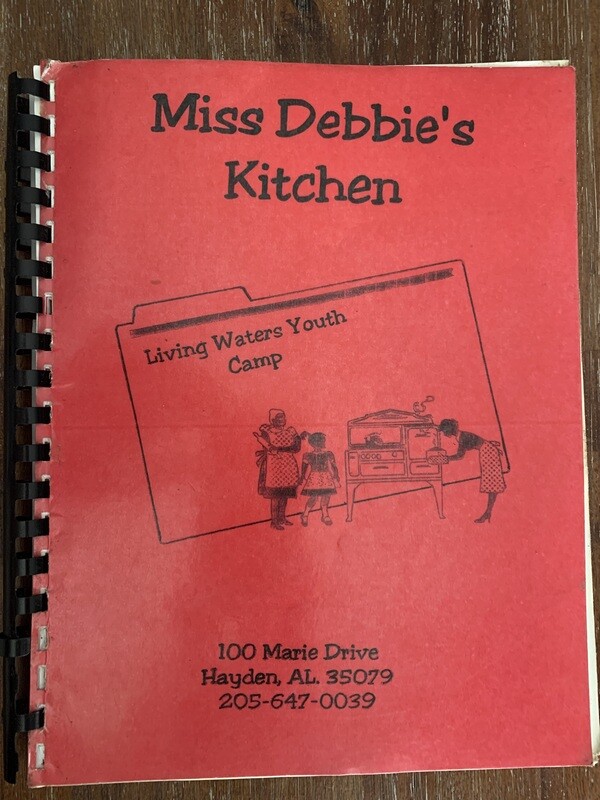 Miss Debbie's
Kitchen
Living Waters Youth
Camp
100 Marie Drive
Hayden, AL. 35079
205-647-0039